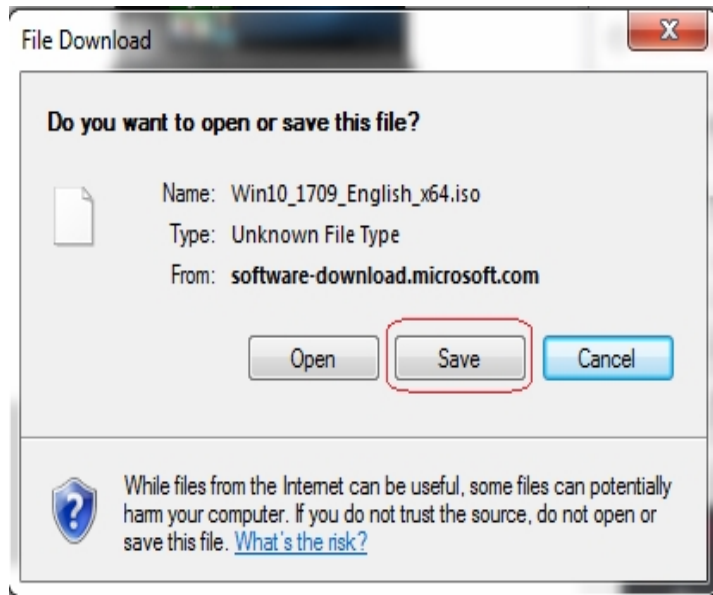 File Download
X
Do you want to open or save this file?
Name: Win10_1709_English_x64.iso
Type: Unknown File Type
From: software-download.microsoft.com
Open Save Cancel
While files from the Internet can be useful, some files can potentially
harm your computer. If you do not trust the source, do not open or
save this file. What's the risk?